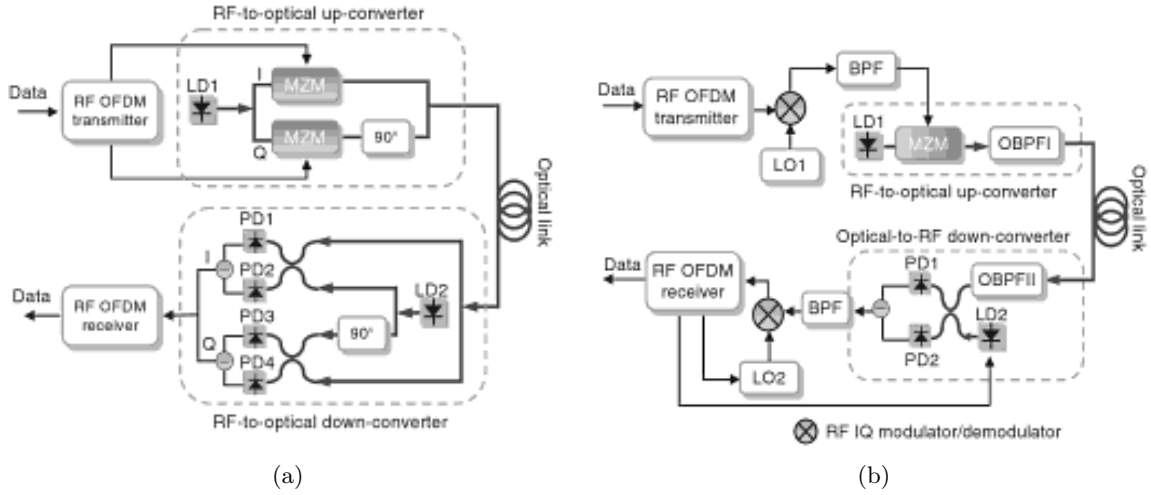 RF-to-optical up-converter
Data
RF OFDM
transmitter
LD1
I
MZM
Q
MZM
90°
Optical link
PD1
I
PD2
LD2
Data
RF OFDM
receiver
PD3
90°
Q
PD4
RF-to-optical down-converter
(a)
BPF
Data
RF OFDM
transmitter
LO1
LD1
MZM
OBPFI
RF-to-optical up-converter
Optical link
Optical-to-RF down-converter
Data
RF OFDM
receiver
PD1
OBPFII
BPF
LD2
PD2
LO2
RF IQ modulator/demodulator
(b)